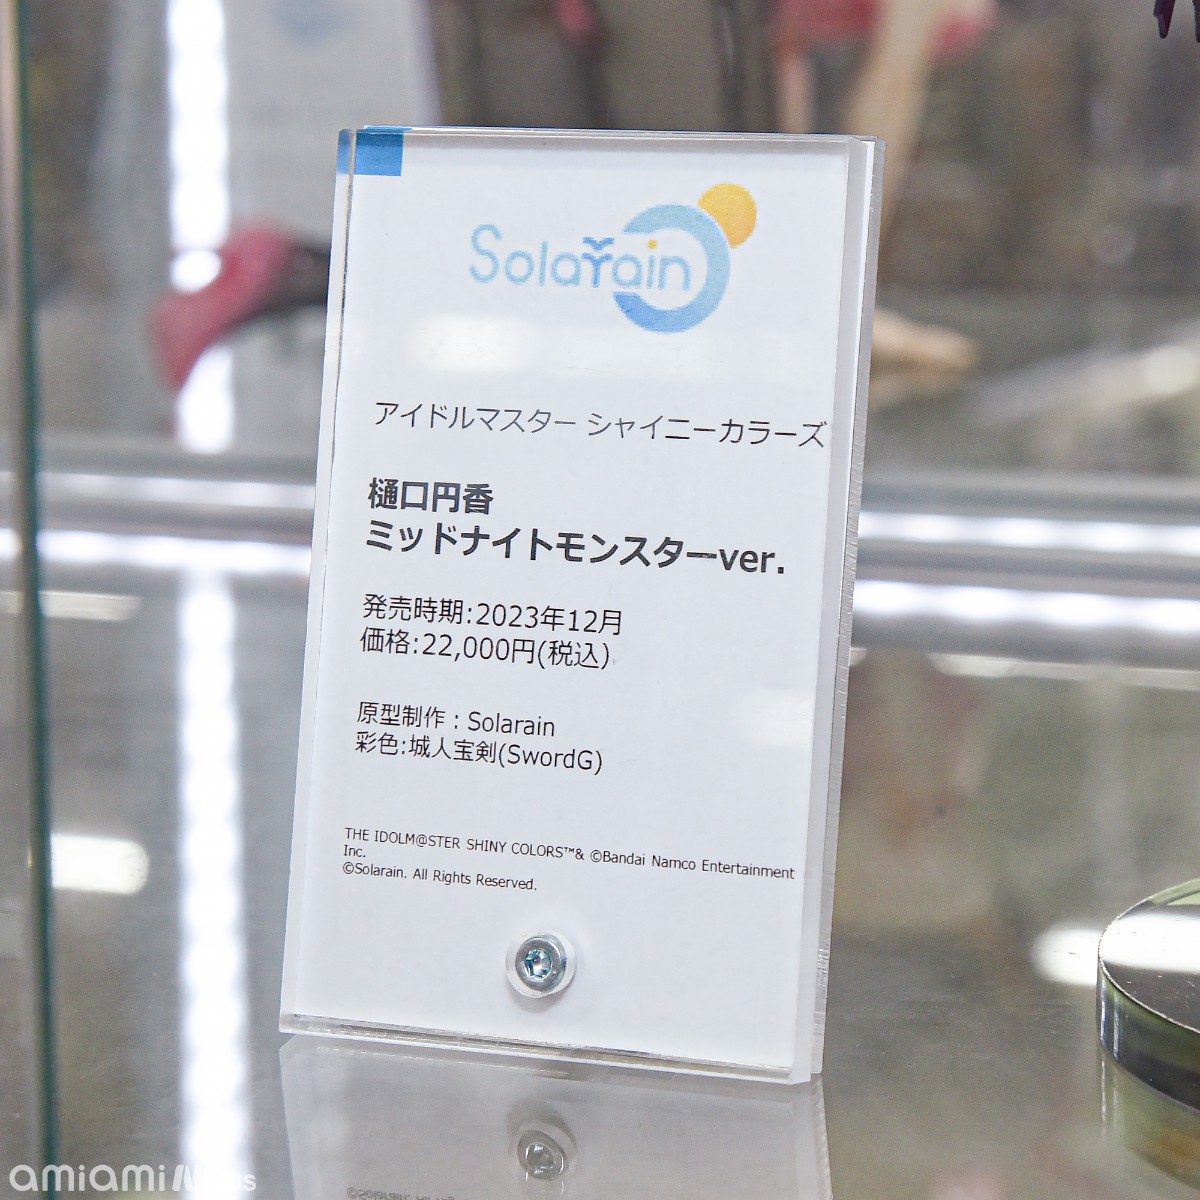 Solarain
アイドルマスター シャイニーカラーズ
樋口円香
ミッドナイトモンスターver.
発売時期:2023年12月
価格:22,000円(税込)
原型制作：Solarain
彩色:城人宝剣(SwordG)
THE IDOLM@STER SHINY COLORS™& ©Bandai Namco Entertainment
Inc.
©Solarain. All Rights Reserved.
amiami News